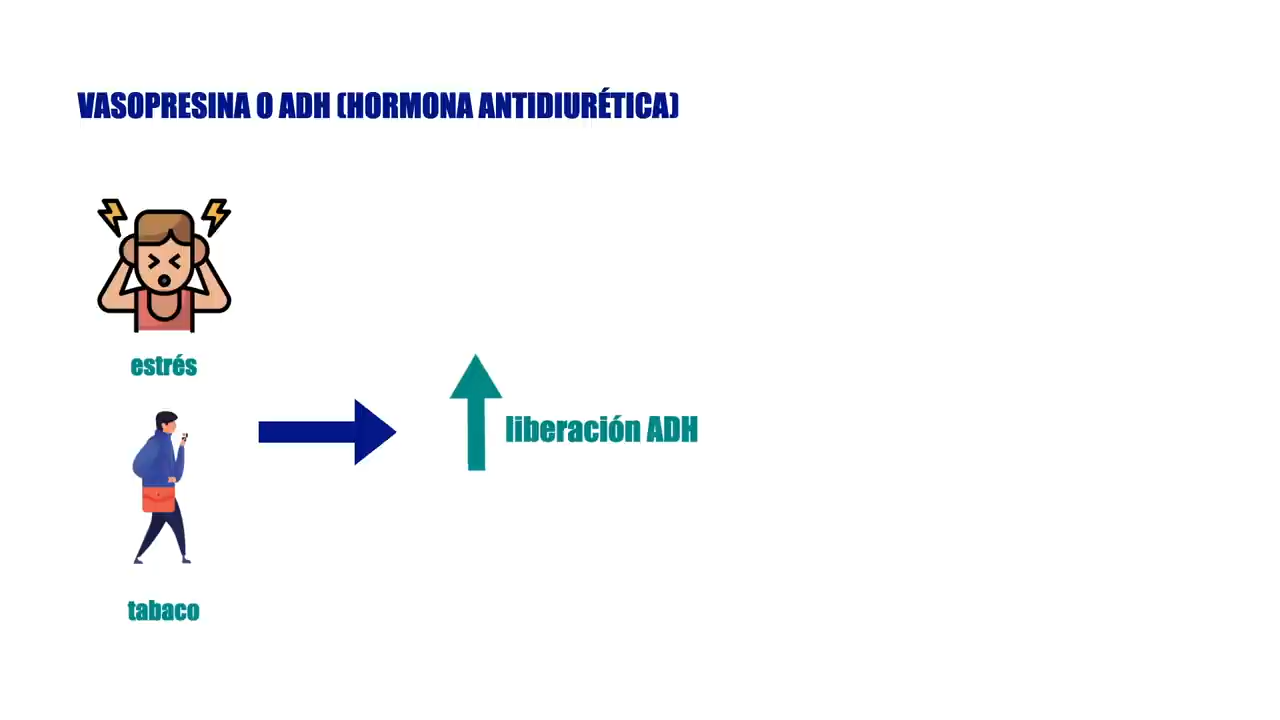 VASOPRESINA O ADH (HORMONA ANTIDIURÉTICA)
estrés
liberación ADH
tabaco